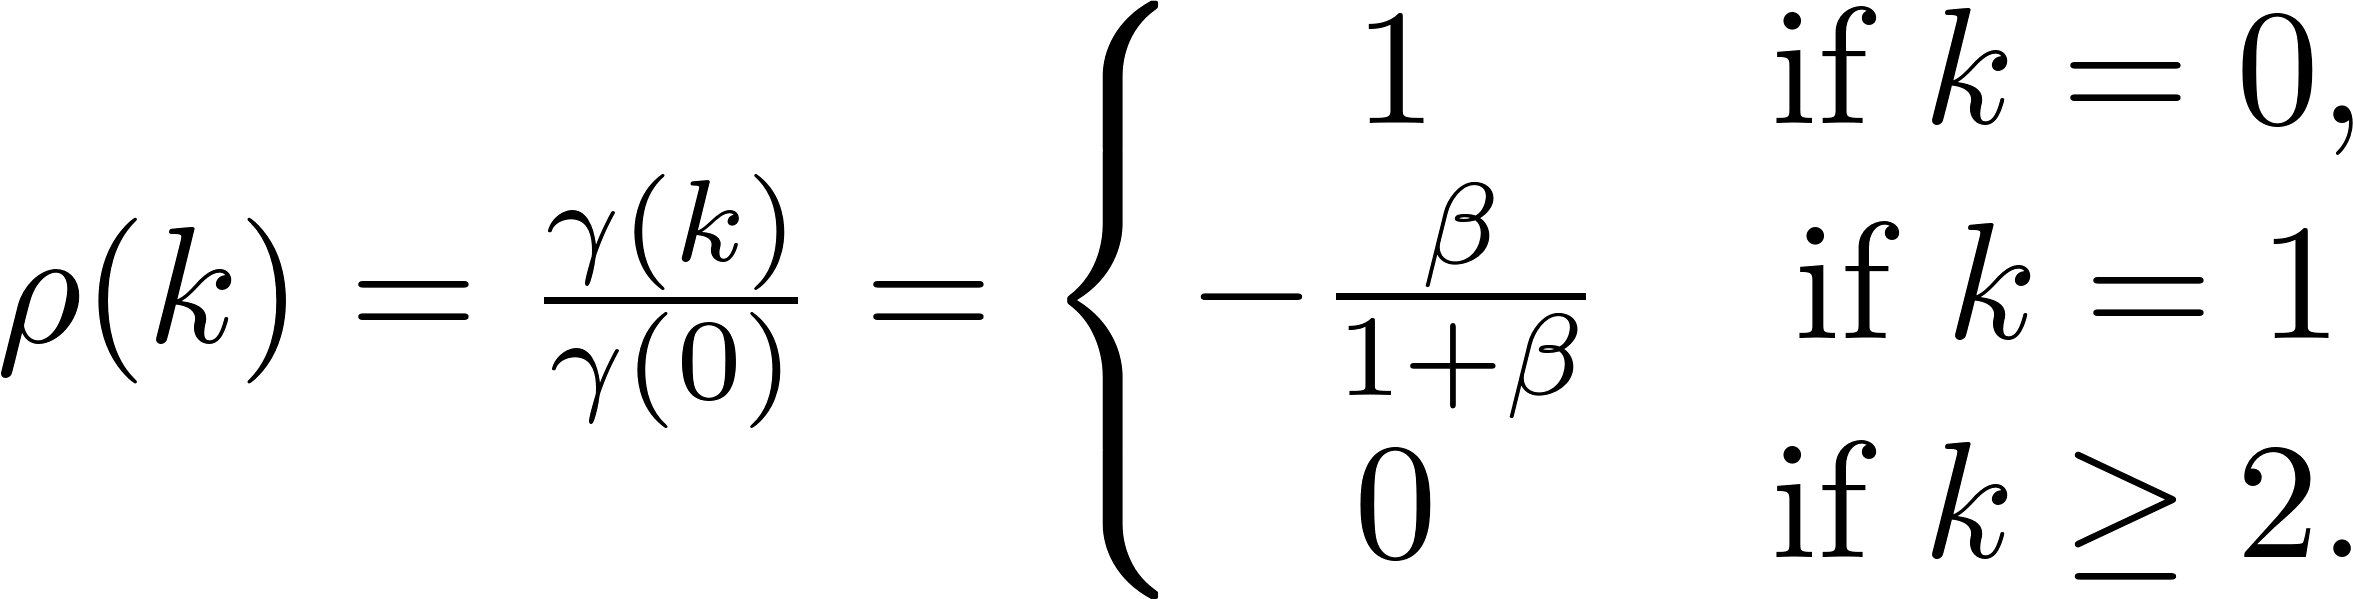 ρ(k) = γ(k)/γ(0) = { 1 if k = 0,
−β/(1+β) if k = 1
0 if k ≥ 2.